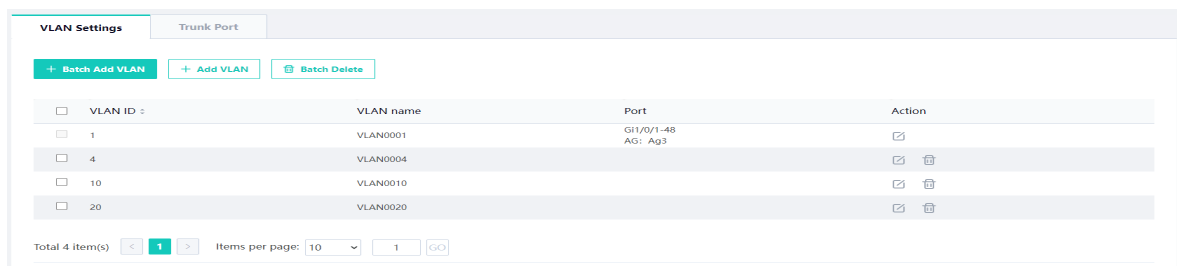 VLAN Settings Trunk Port
+ Batch Add VLAN + Add VLAN Batch Delete
VLAN ID VLAN name Port Action
1 VLAN0001 Gi1/0/1-48
AG: Ag3
4 VLAN0004
10 VLAN0010
20 VLAN0020
Total 4 item(s) < 1 > Items per page: 10 1 GO